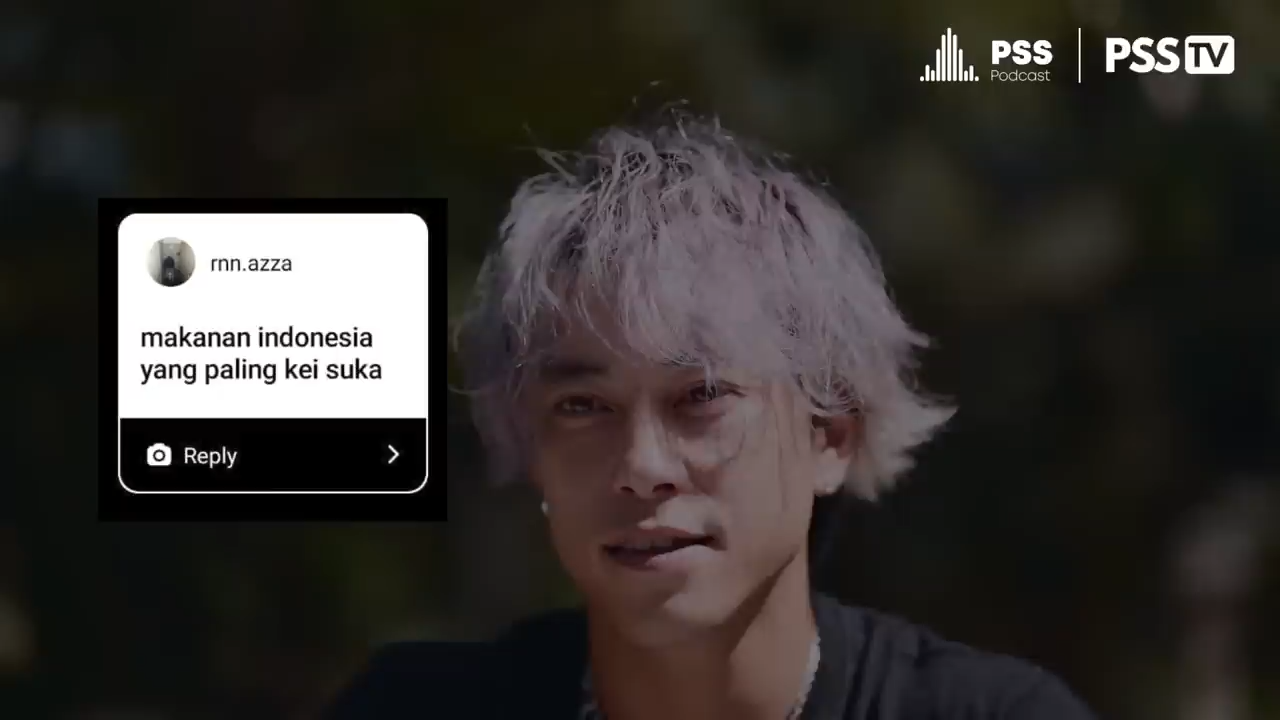 PSS
Podcast
PSS TV
rnn.azza
makanan indonesia
yang paling kei suka
Reply